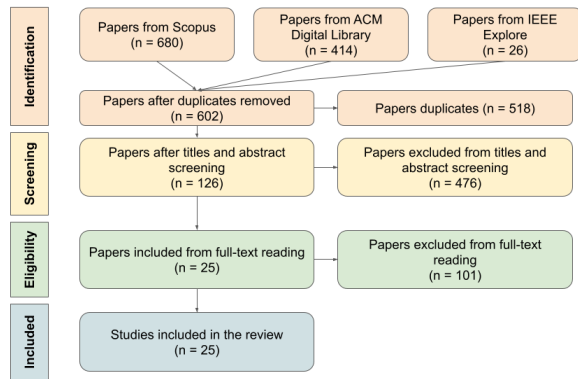 Identification
Papers from Scopus
(n = 680)
Papers from ACM
Digital Library
(n = 414)
Papers from IEEE
Explore
(n = 26)
Papers after duplicates removed
(n = 602)
Papers duplicates (n = 518)
Screening
Papers after titles and abstract
screening
(n = 126)
Papers excluded from titles and
abstract screening
(n = 476)
Eligibility
Papers included from full-text reading
(n = 25)
Papers excluded from full-text
reading
(n = 101)
Included
Studies included in the review
(n = 25)